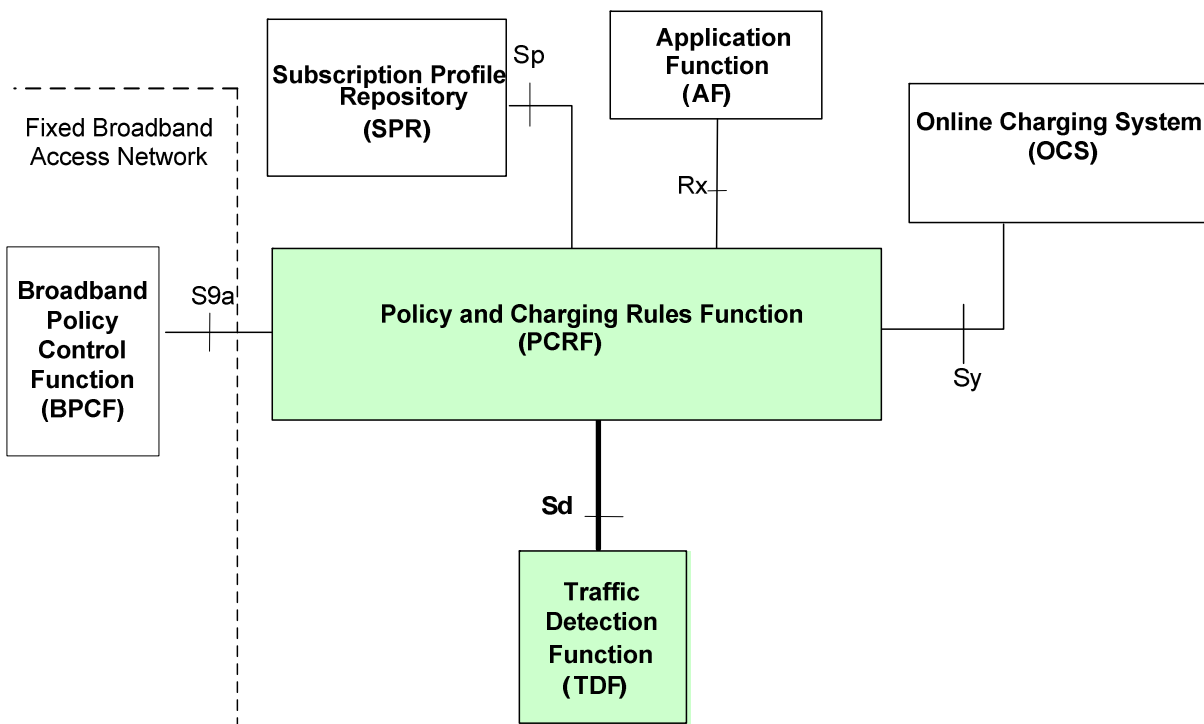 Sp
Subscription Profile
Repository
(SPR)
Application
Function
(AF)
Online Charging System
(OCS)
Fixed Broadband
Access Network
Rx
Broadband
Policy
Control
Function
(BPCF)
S9a
Policy and Charging Rules Function
(PCRF)
Sy
Sd
Traffic
Detection
Function
(TDF)